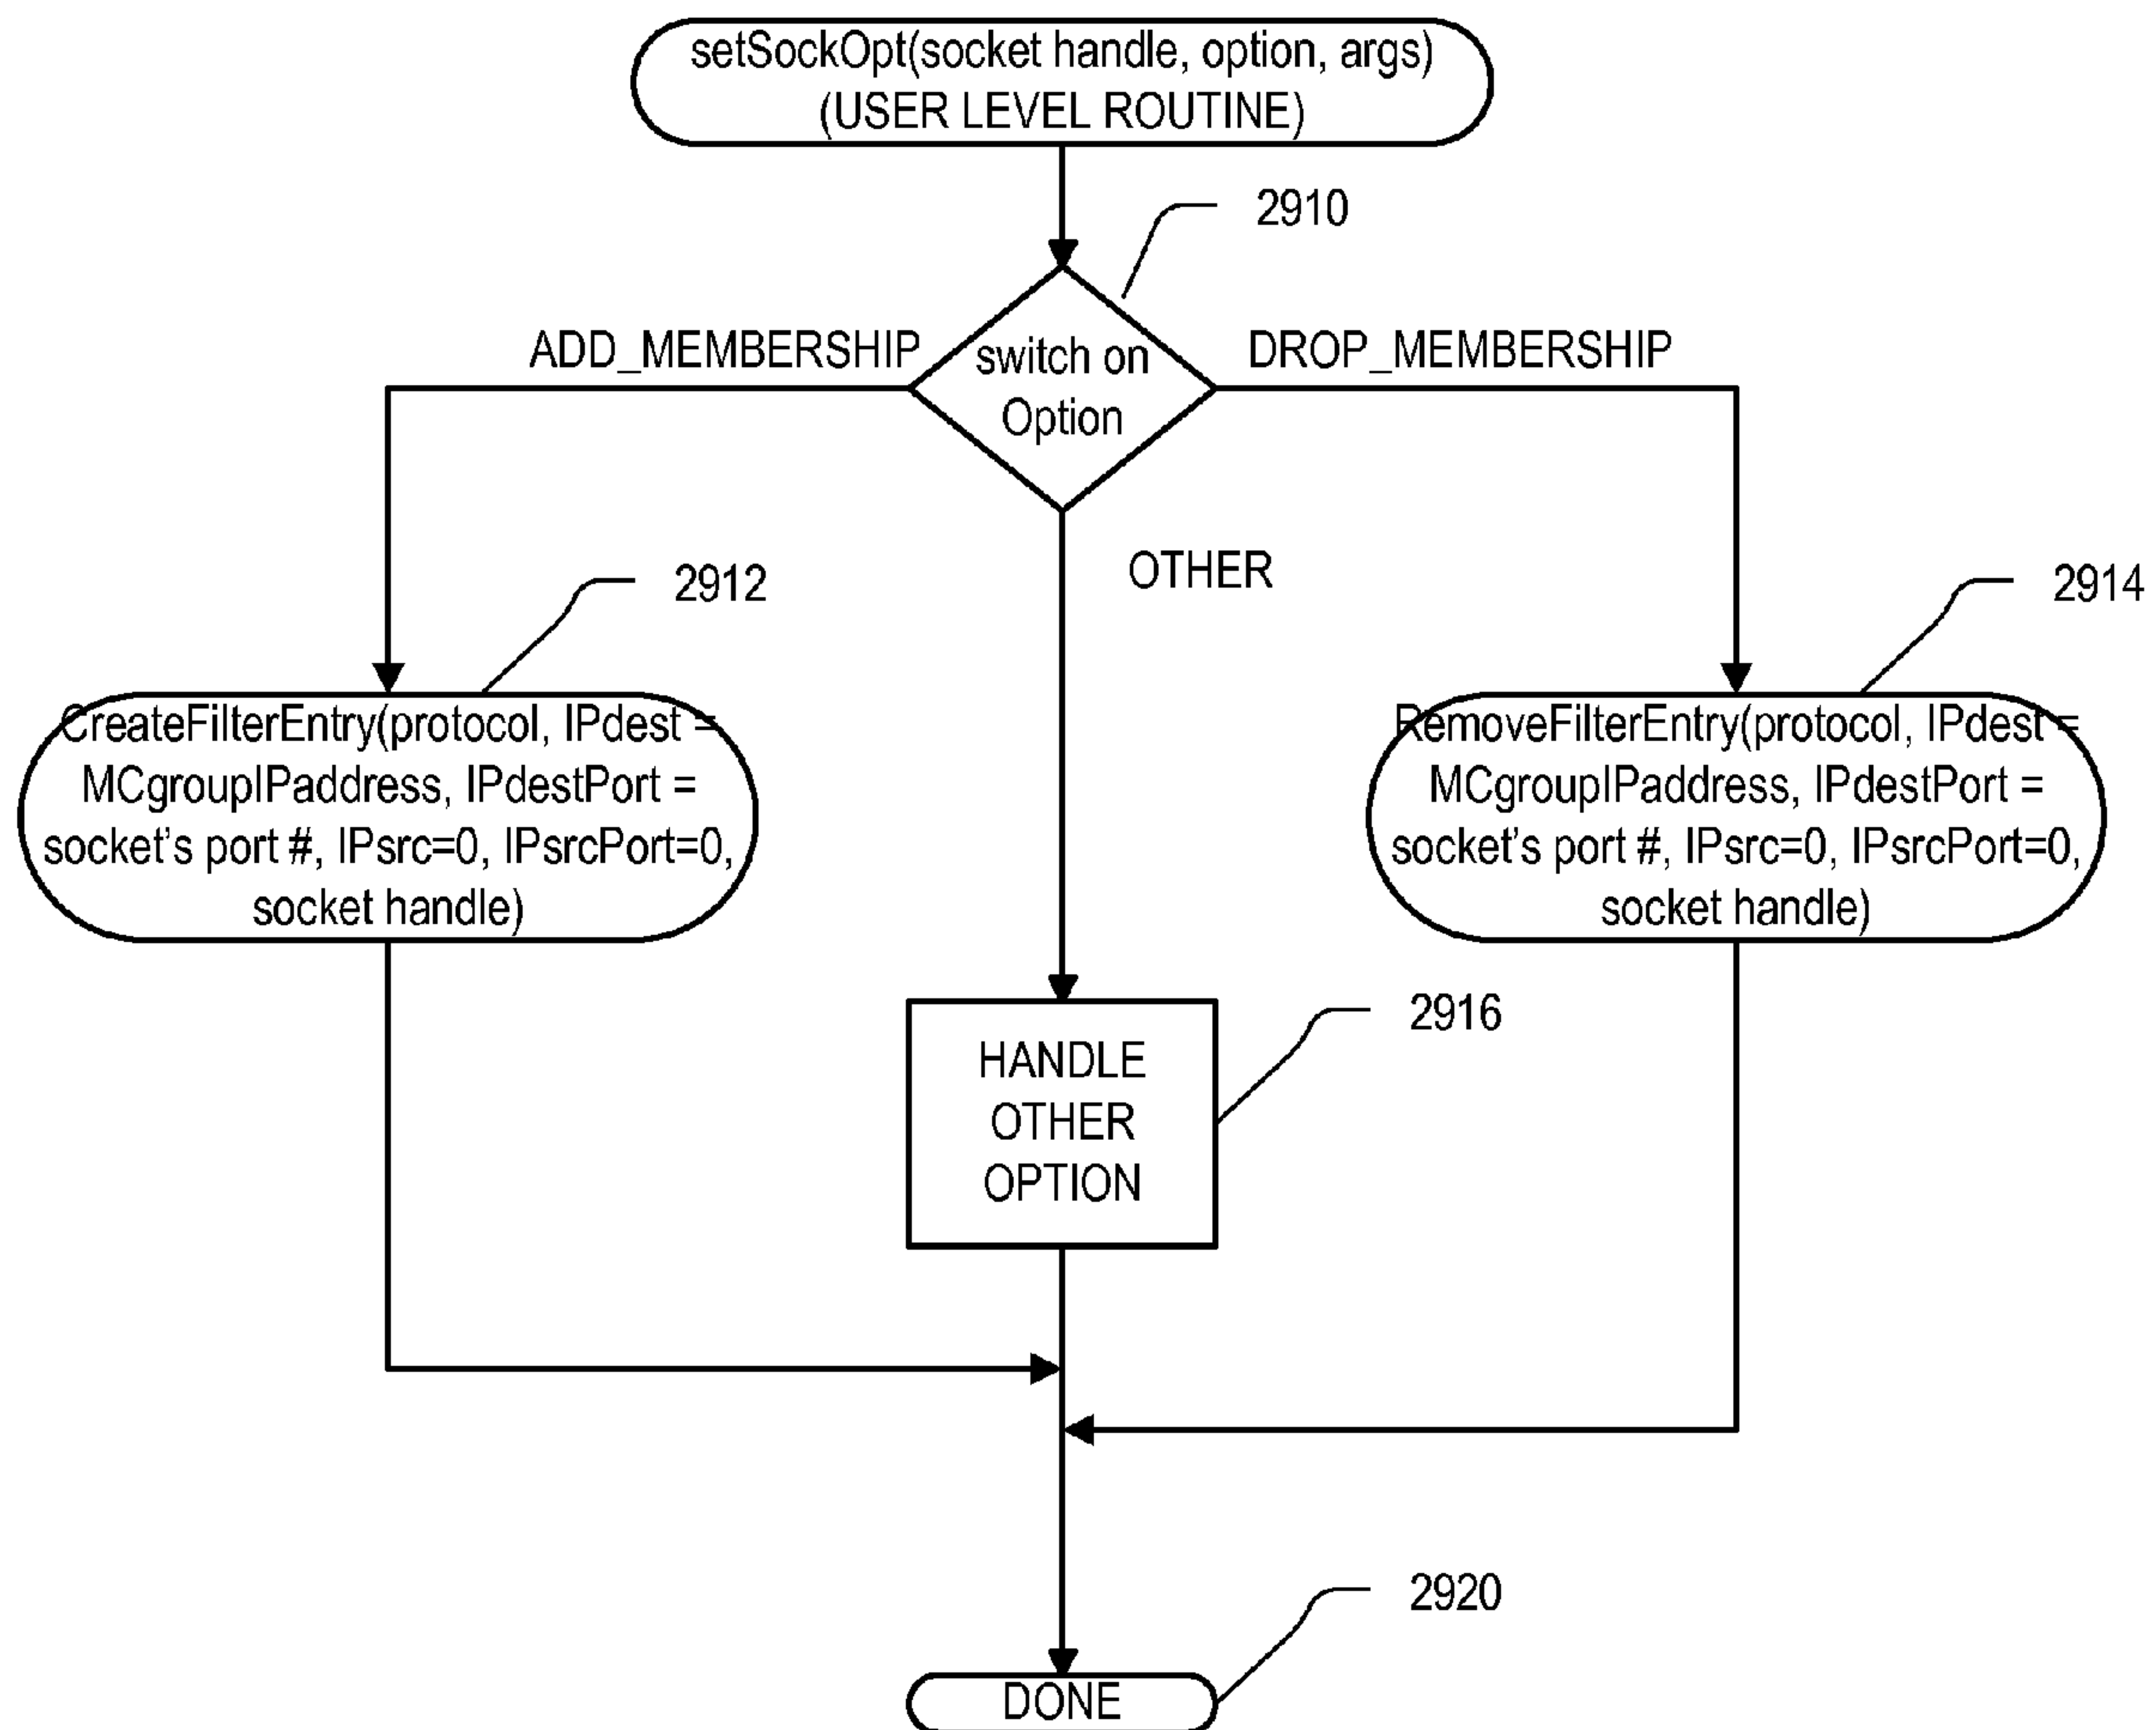 setSockOpt(socket handle, option, args)
(USER LEVEL ROUTINE)
2910
ADD_MEMBERSHIP
switch on
Option
DROP_MEMBERSHIP
OTHER
2912
2914
CreateFilterEntry(protocol, IPdest =
MCgroupIPaddress, IPdestPort =
socket's port #, IPsrc=0, IPsrcPort=0,
socket handle)
RemoveFilterEntry(protocol, IPdest =
MCgroupIPaddress, IPdestPort =
socket's port #, IPsrc=0, IPsrcPort=0,
socket handle)
2916
HANDLE
OTHER
OPTION
2920
DONE